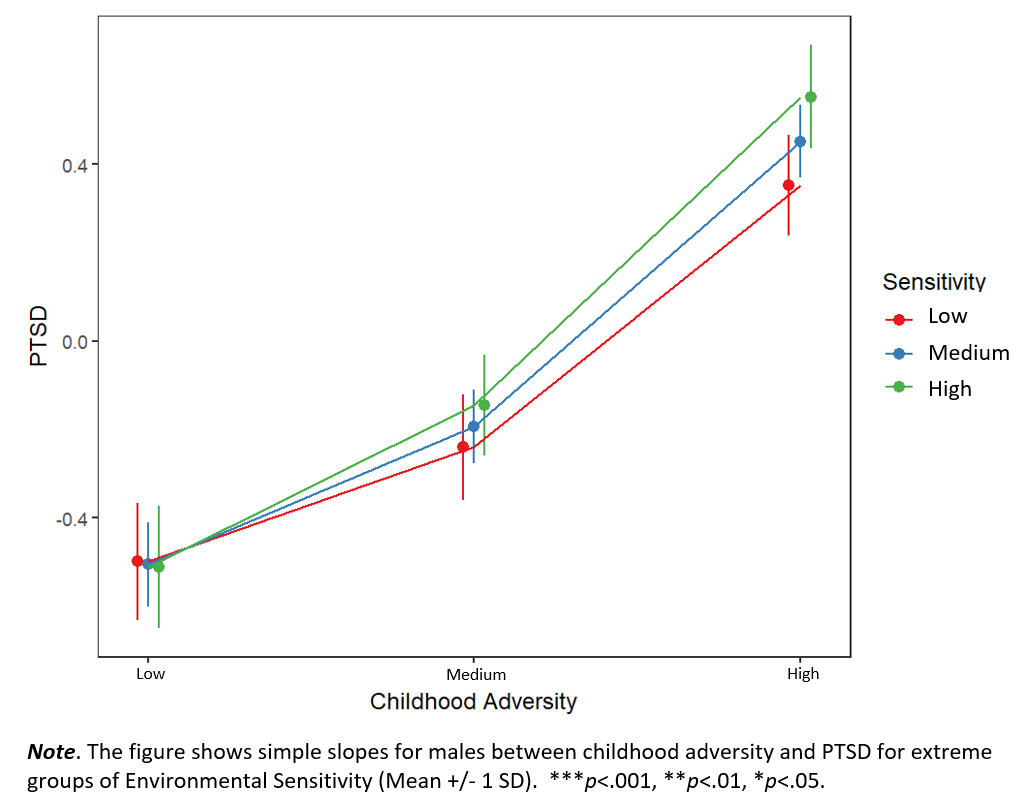 0.4
0.0
-0.4
PTSD
Low
Medium
High
Childhood Adversity
Sensitivity
Low
Medium
High
Note. The figure shows simple slopes for males between childhood adversity and PTSD for extreme
groups of Environmental Sensitivity (Mean +/- 1 SD). ***p<.001, **p<.01, *p<.05.